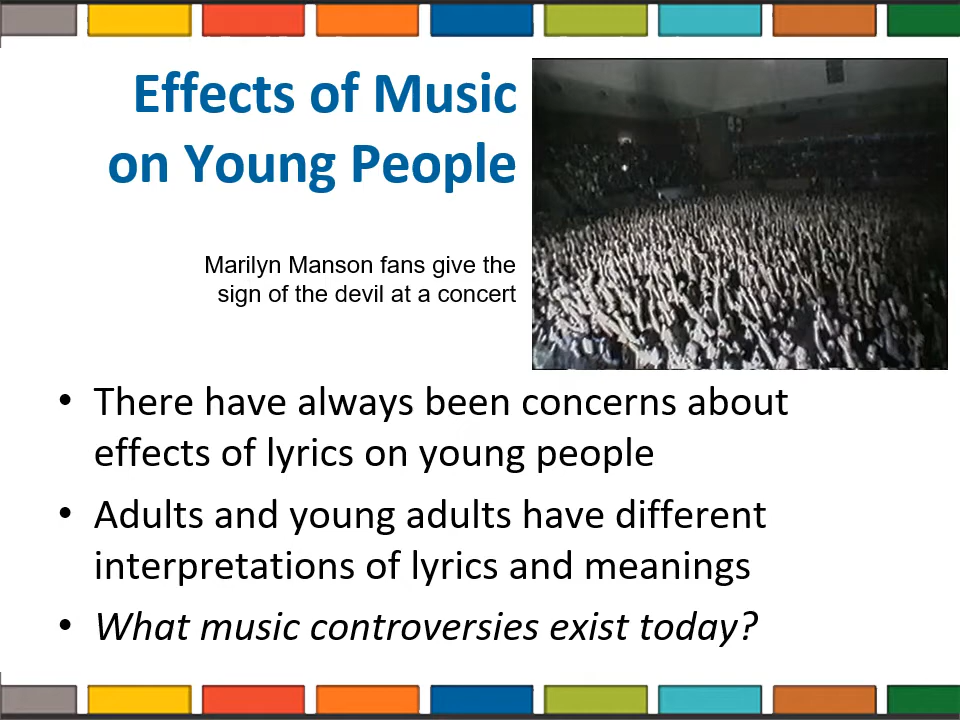 Effects of Music
on Young People
Marilyn Manson fans give the
sign of the devil at a concert
• There have always been concerns about
effects of lyrics on young people
• Adults and young adults have different
interpretations of lyrics and meanings
• What music controversies exist today?